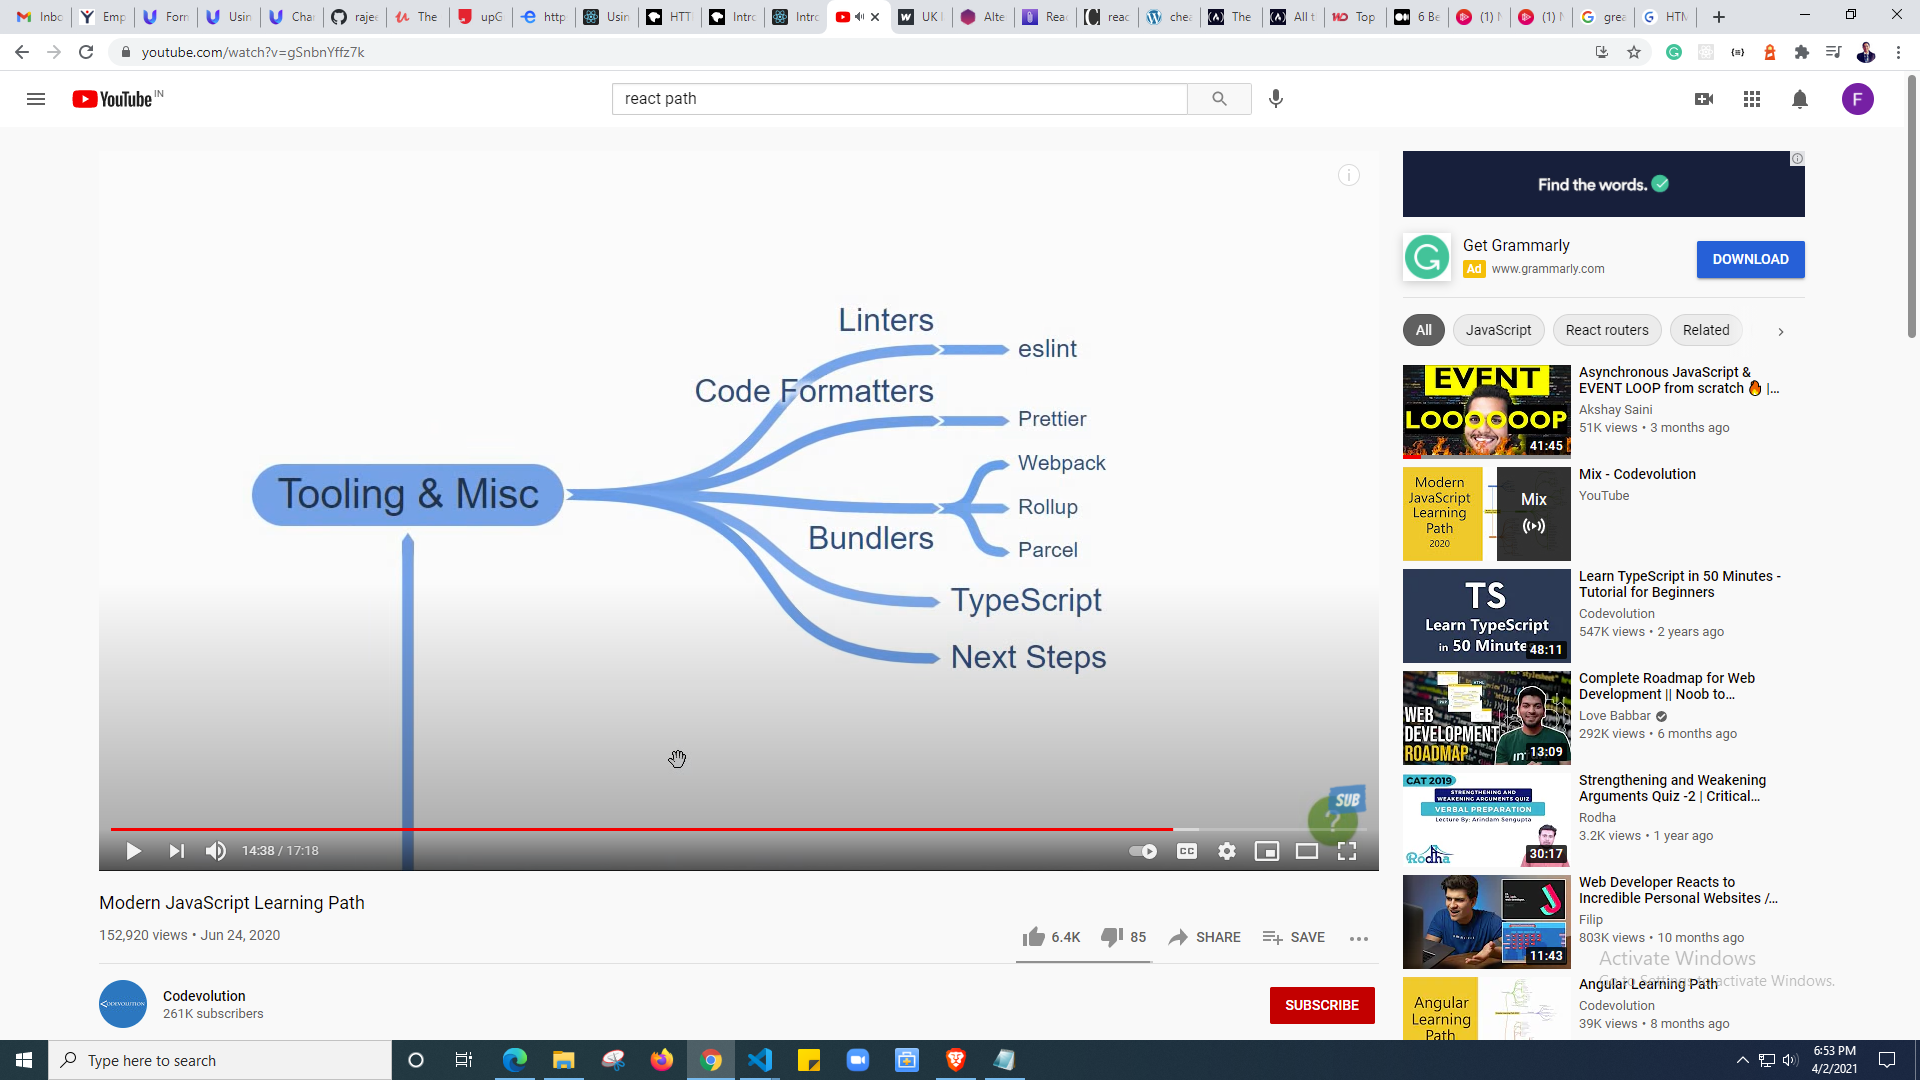 Inbo
Emp
Form
Usin
Char
rajee
The
upG
http
Usin
HTT
Intro
Intro
UK
Alte
Rea
reac
chea
The
All t
Top
6 Be
(1)
(1)
grea
HTM
youtube.com/watch?v=gSnbnYffz7k
YouTube IN
react path
F
Linters
eslint
Code Formatters
Prettier
Webpack
Tooling & Misc
Rollup
Bundlers
Parcel
TypeScript
Next Steps
SUB
?
14:38 / 17:18
CC
Modern JavaScript Learning Path
152,920 views • Jun 24, 2020
6.4K
85
SHARE
SAVE
CODEVOLUTION
Codevolution
261K subscribers
SUBSCRIBE
Find the words.
Get Grammarly
Ad www.grammarly.com
DOWNLOAD
All
JavaScript
React routers
Related
EVENT
LOOOOOOP
41:45
Asynchronous JavaScript &
EVENT LOOP from scratch 🔥 |...
Akshay Saini
51K views • 3 months ago
Modern
JavaScript
Learning
Path
2020
Mix
Mix - Codevolution
YouTube
TS
Learn TypeScript
in 50 Minute
48:11
Learn TypeScript in 50 Minutes -
Tutorial for Beginners
Codevolution
547K views • 2 years ago
WEB
DEVELOPMENT
ROADMAP
13:09
Complete Roadmap for Web
Development || Noob to...
Love Babbar
292K views • 6 months ago
CAT 2019
STRENGTHENING AND
WEAKENING ARGUMENTS QUIZ
VERBAL PREPARATION
Lecture By: Arindam Sengupta
Rodha
30:17
Strengthening and Weakening
Arguments Quiz -2 | Critical...
Rodha
3.2K views • 1 year ago
11:43
Web Developer Reacts to
Incredible Personal Websites /...
Filip
803K views • 10 months ago
Activate Windows
Go to Settings to activate Windows.
Angular
Learning
Path
Angular Learning Path
Codevolution
39K views • 8 months ago
Type here to search
6:53 PM
4/2/2021